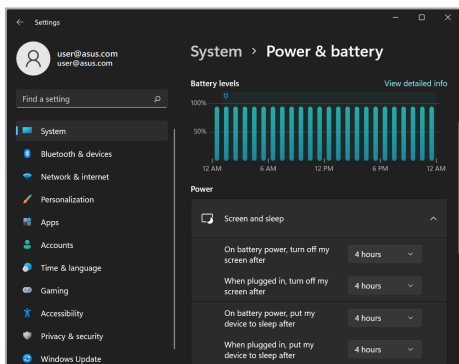 Settings
user@asus.com
user@asus.com
Find a setting
System
Bluetooth & devices
Network & internet
Personalization
Apps
Accounts
Time & language
Gaming
Accessibility
Privacy & security
Windows Update
System > Power & battery
Battery levels
View detailed info
100%
50%
12 AM 6 AM 12 PM 6 PM 12 AM
Power
Screen and sleep
On battery power, turn off my
screen after
4 hours
When plugged in, turn off my
screen after
4 hours
On battery power, put my
device to sleep after
4 hours
When plugged in, put my
device to sleep after
4 hours